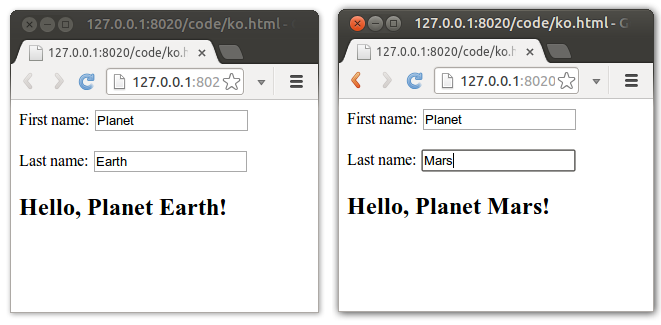 127.0.0.1:8020/code/ko.html - G
127.0.0.1:8020/code/ko.h
127.0.0.1:802
First name: Planet
Last name: Earth
Hello, Planet Earth!
127.0.0.1:8020/code/ko.html - G
127.0.0.1:8020/code/ko.h
127.0.0.1:8020
First name: Planet
Last name: Mars
Hello, Planet Mars!